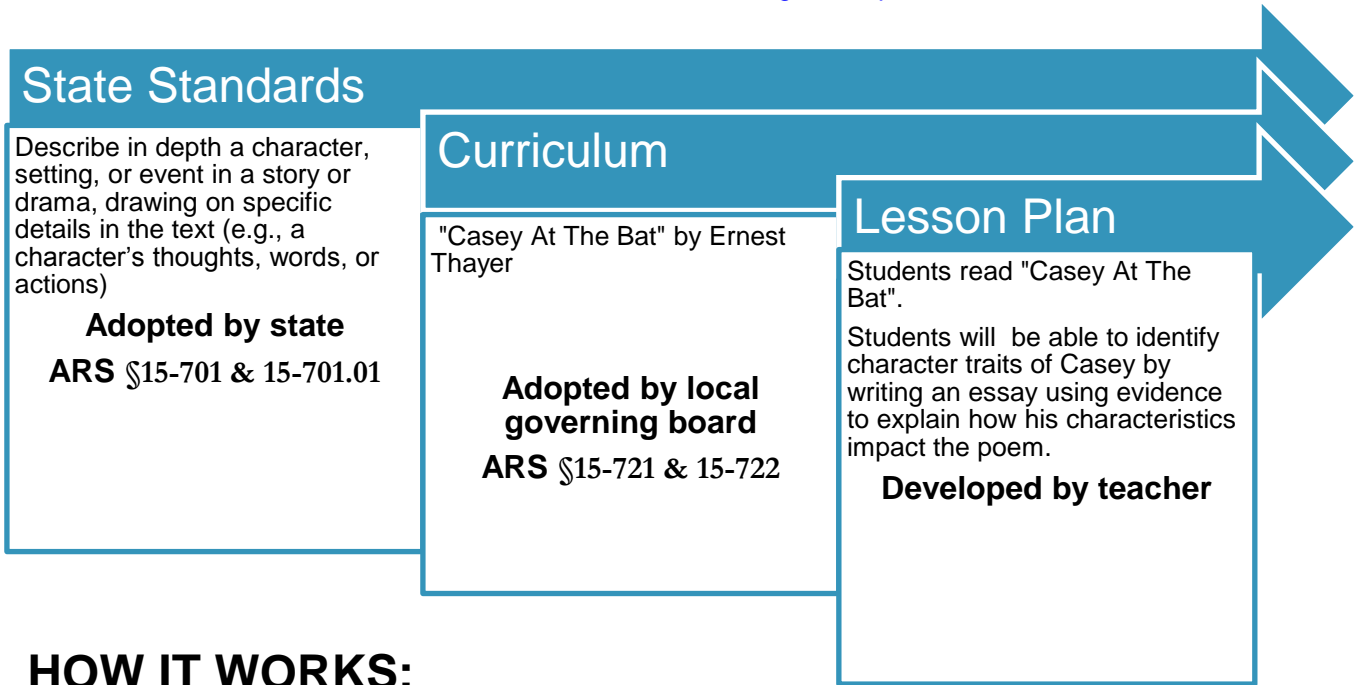 State Standards
Describe in depth a character,
setting, or event in a story or
drama, drawing on specific
details in the text (e.g., a
character’s thoughts, words, or
actions)
Adopted by state
ARS §15-701 & 15-701.01
Curriculum
"Casey At The Bat" by Ernest
Thayer
Adopted by local
governing board
ARS §15-721 & 15-722
Lesson Plan
Students read "Casey At The
Bat".
Students will  be able to identify
character traits of Casey by
writing an essay using evidence
to explain how his characteristics
impact the poem.
Developed by teacher
HOW IT WORKS: